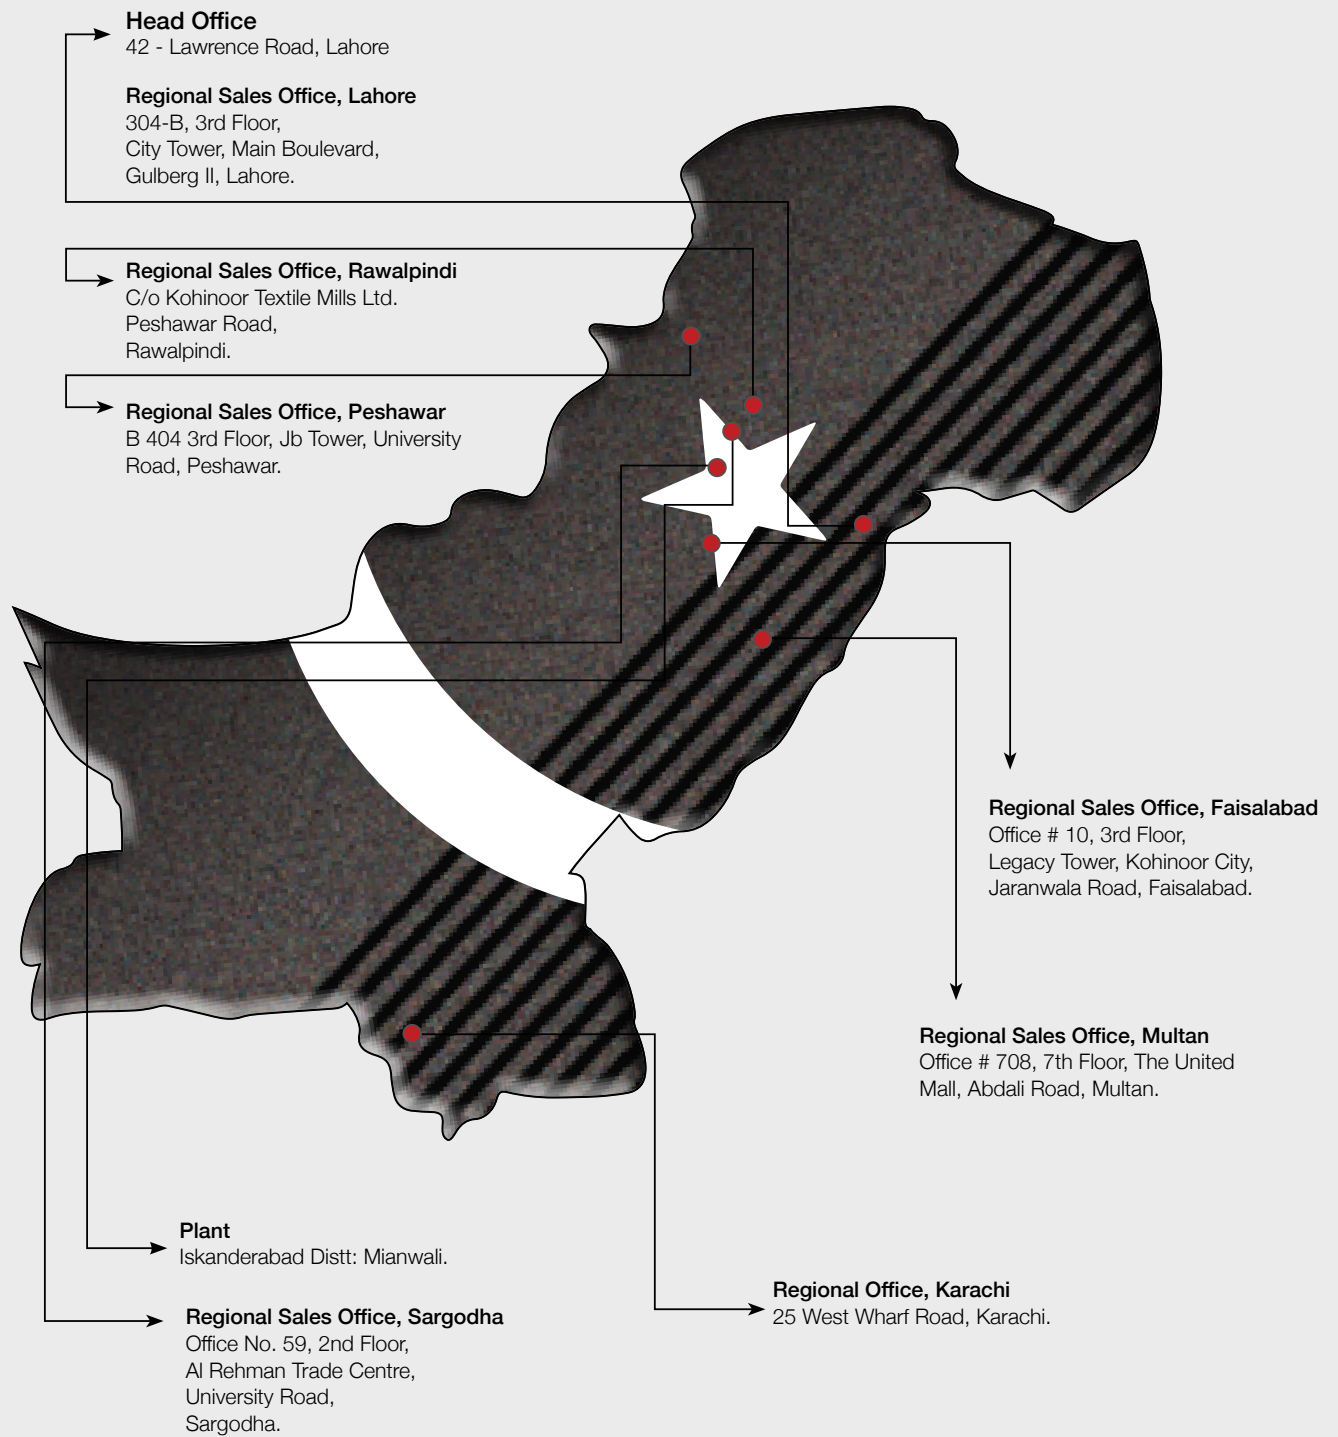 Head Office
42 - Lawrence Road, Lahore
Regional Sales Office, Lahore
304-B, 3rd Floor,
City Tower, Main Boulevard,
Gulberg II, Lahore.
Regional Sales Office, Rawalpindi
C/o Kohinoor Textile Mills Ltd.
Peshawar Road,
Rawalpindi.
Regional Sales Office, Peshawar
B 404 3rd Floor, Jb Tower, University
Road, Peshawar.
Regional Sales Office, Faisalabad
Office # 10, 3rd Floor,
Legacy Tower, Kohinoor City,
Jaranwala Road, Faisalabad.
Regional Sales Office, Multan
Office # 708, 7th Floor, The United
Mall, Abdali Road, Multan.
Plant
Iskanderabad Distt: Mianwali.
Regional Office, Karachi
25 West Wharf Road, Karachi.
Regional Sales Office, Sargodha
Office No. 59, 2nd Floor,
Al Rehman Trade Centre,
University Road,
Sargodha.